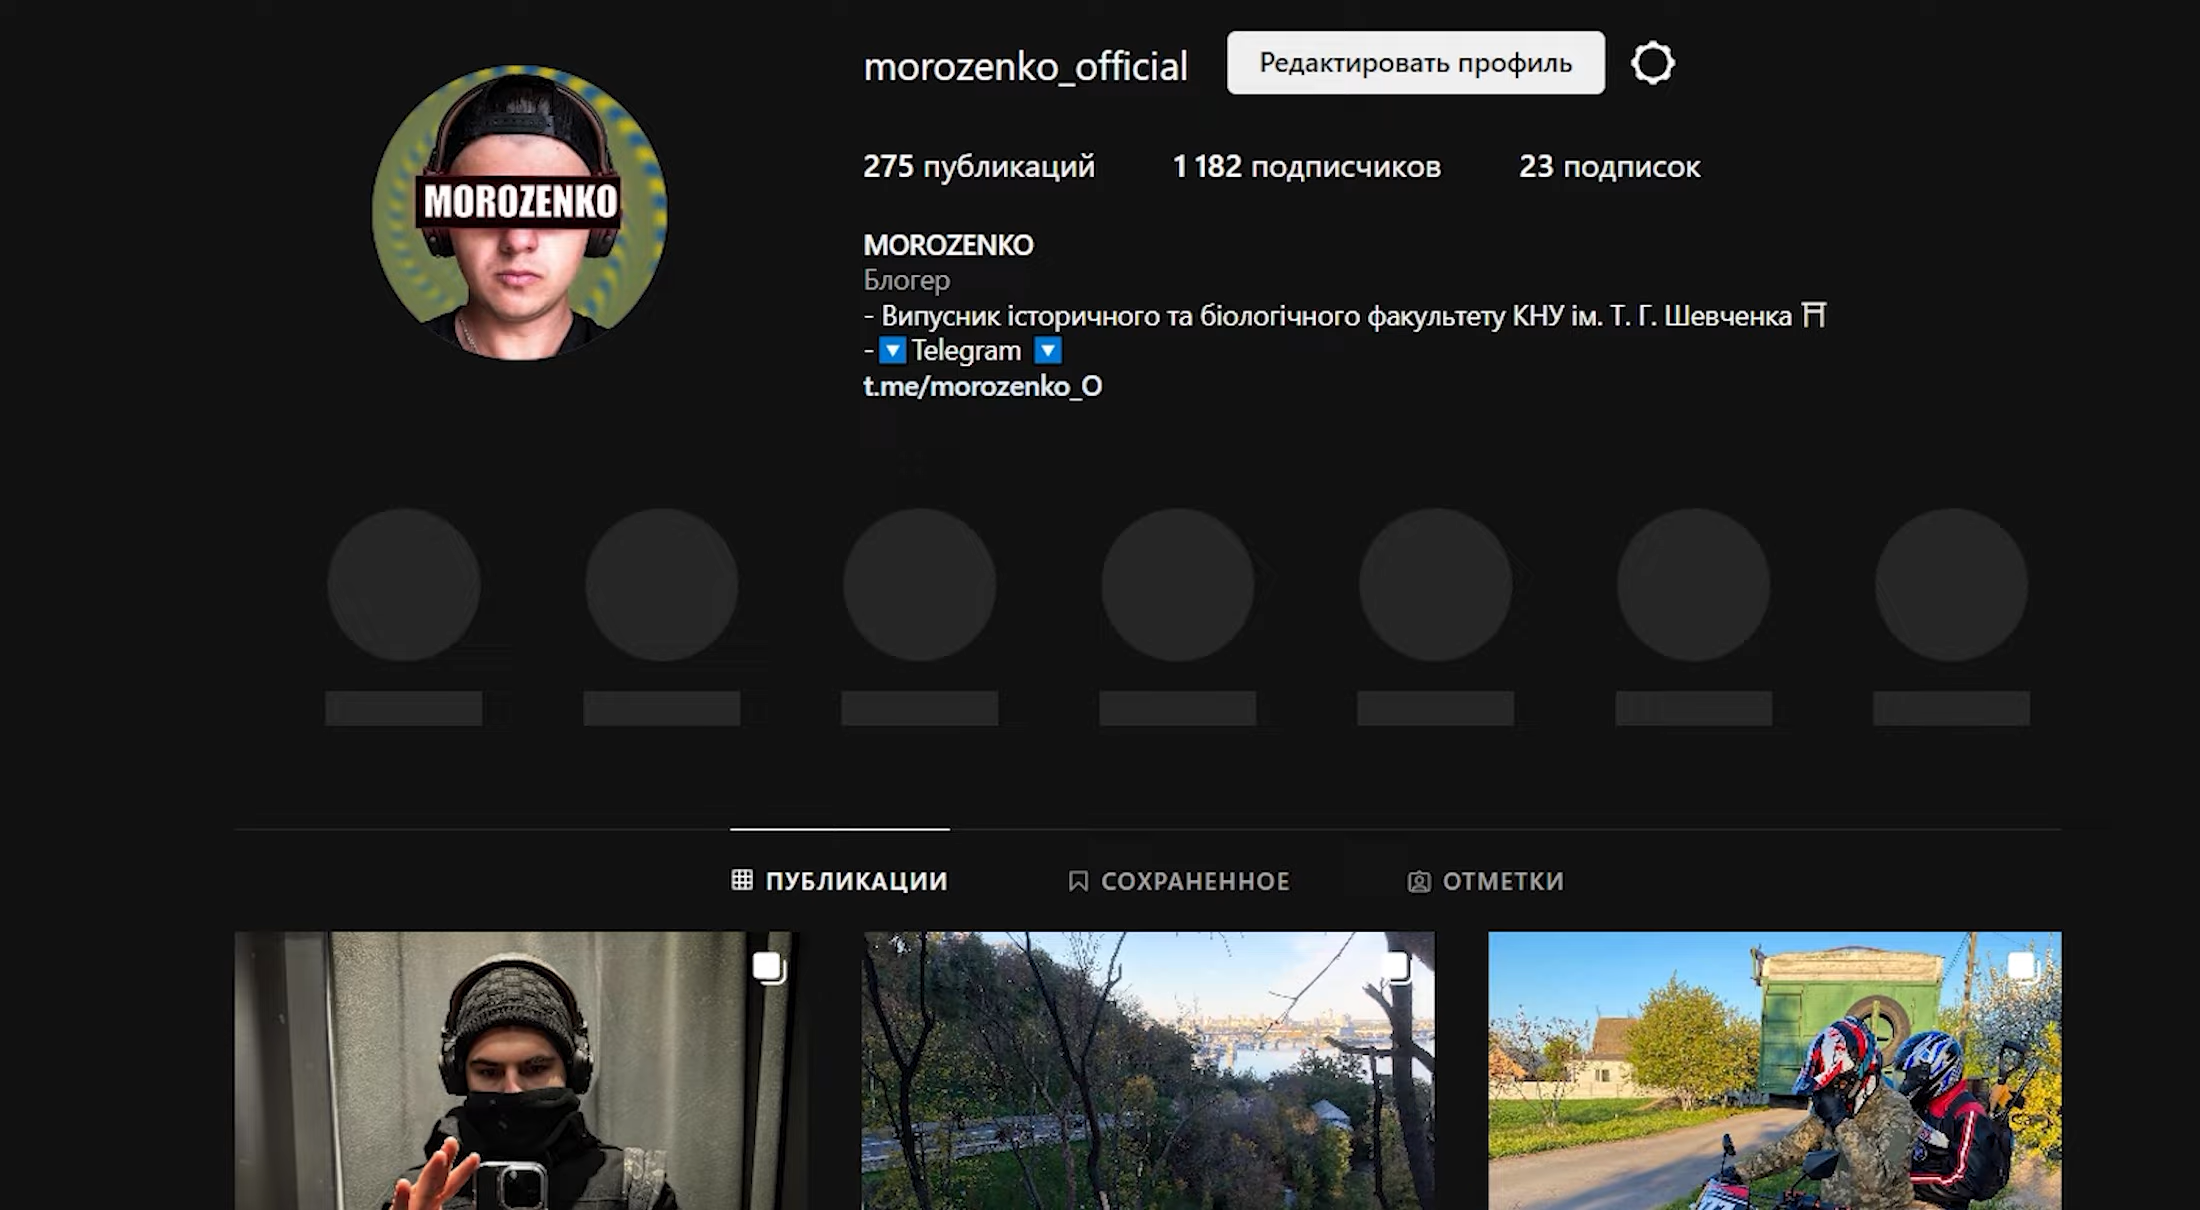 morozenko_official Редактировать профиль
MOROZENKO
275 публикаций 1 182 подписчиков 23 подписок
MOROZENKO
Блогер
- Випусник історичного та біологічного факультету КНУ ім. Т. Г. Шевченка ⛩
- 🔽 Telegram 🔽
t.me/morozenko_O
ПУБЛИКАЦИИ СОХРАНЕННОЕ ОТМЕТКИ